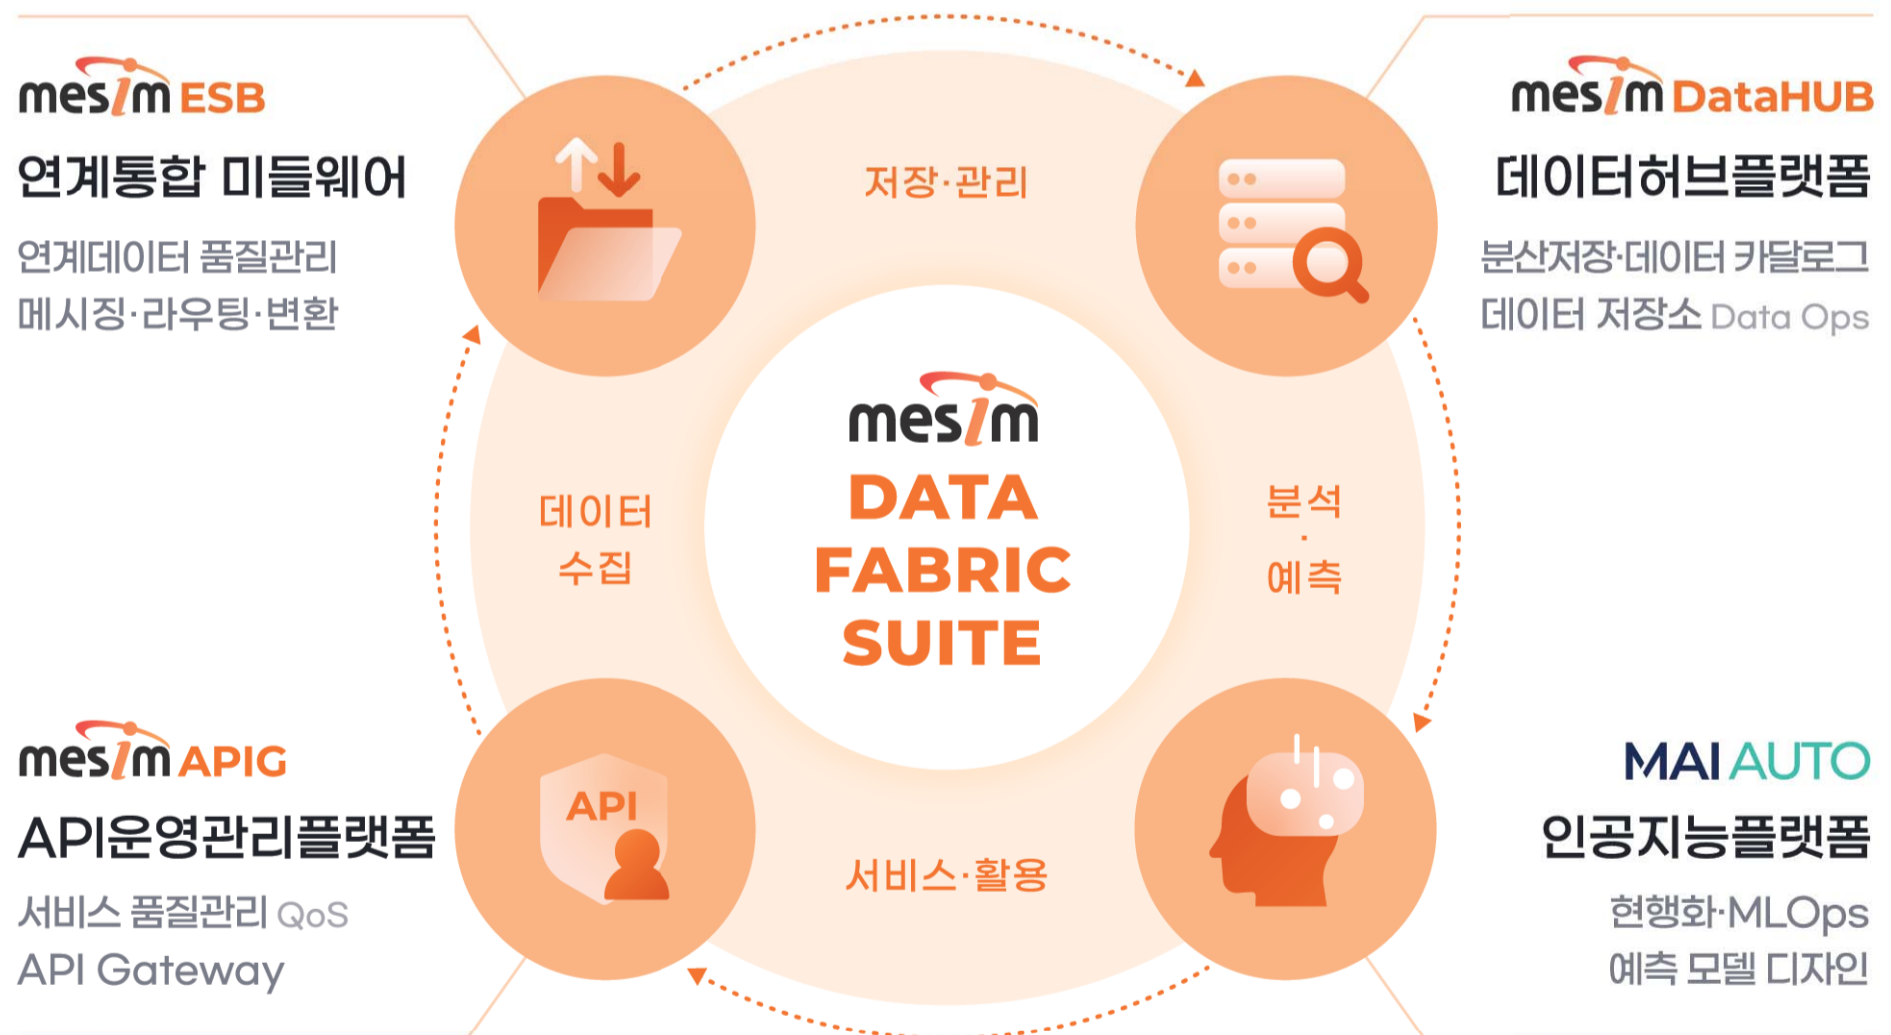 mesim ESB
연계통합 미들웨어
연계데이터 품질관리
메시징·라우팅·변환
mesim DataHUB
데이터허브플랫폼
분산저장·데이터 카달로그
데이터 저장소 Data Ops
저장·관리
데이터
수집
mesim
DATA
FABRIC
SUITE
분석
·
예측
서비스·활용
mesim APIG
API운영관리플랫폼
서비스 품질관리 QoS
API Gateway
API
MAI AUTO
인공지능플랫폼
현행화·MLOps
예측 모델 디자인